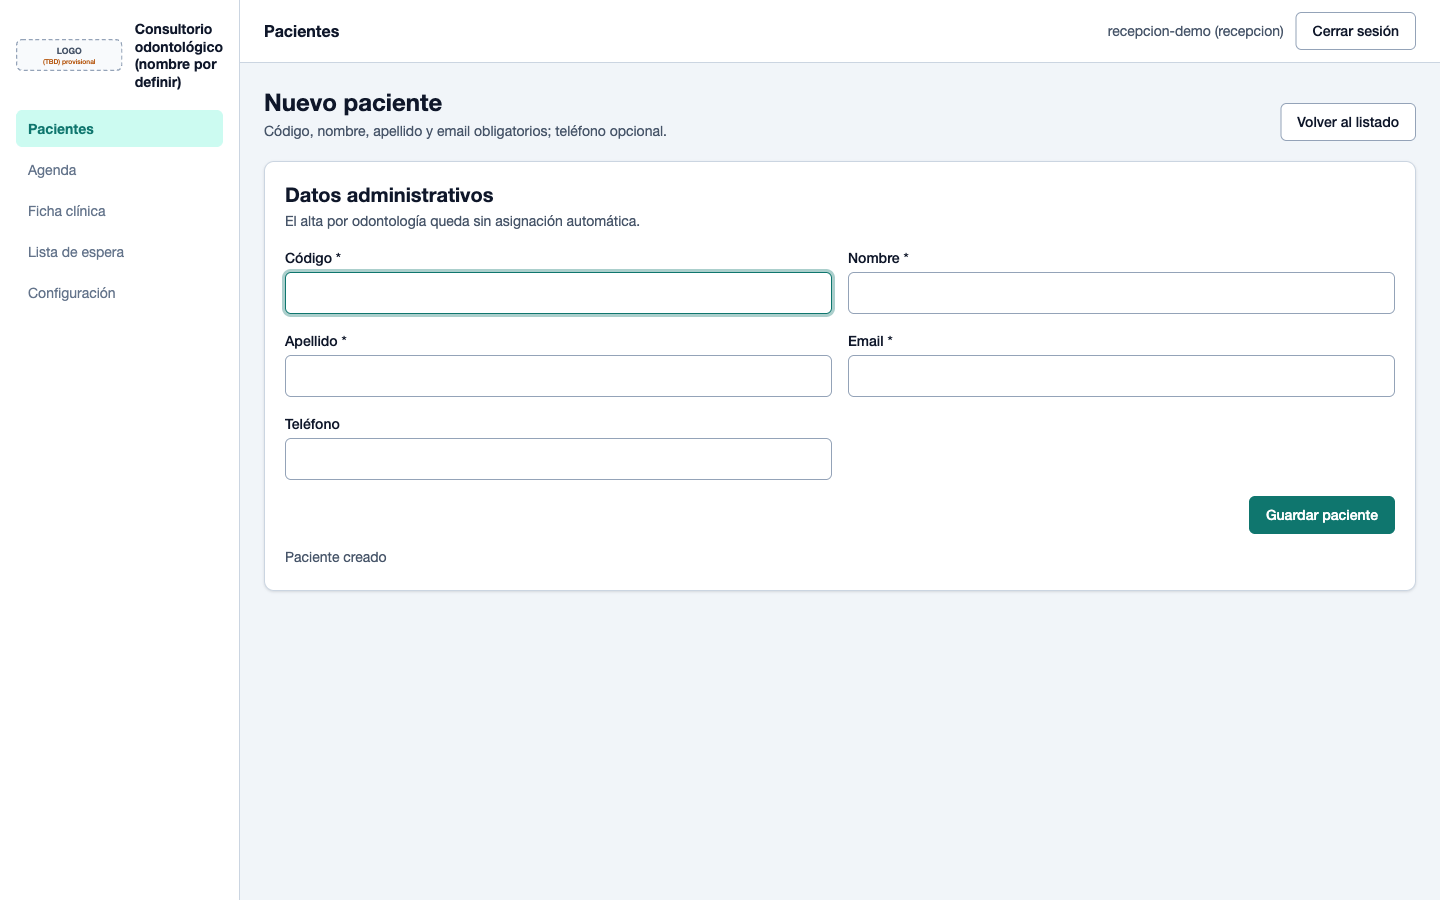 LOGO
(TBD) provisional
Consultorio
odontológico
(nombre por
definir)
Pacientes
Agenda
Ficha clínica
Lista de espera
Configuración
Pacientes
recepcion-demo (recepcion)
Cerrar sesión
Nuevo paciente
Código, nombre, apellido y email obligatorios; teléfono opcional.
Volver al listado
Datos administrativos
El alta por odontología queda sin asignación automática.
Código *
Nombre *
Apellido *
Email *
Teléfono
Guardar paciente
Paciente creado